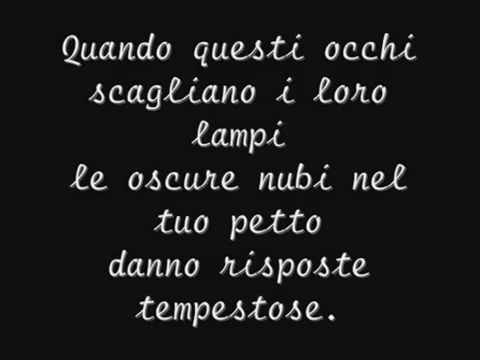 Quando questi occhi
scagliano i loro
lampi
le oscure nubi nel
tuo petto
danno risposte
tempestose.